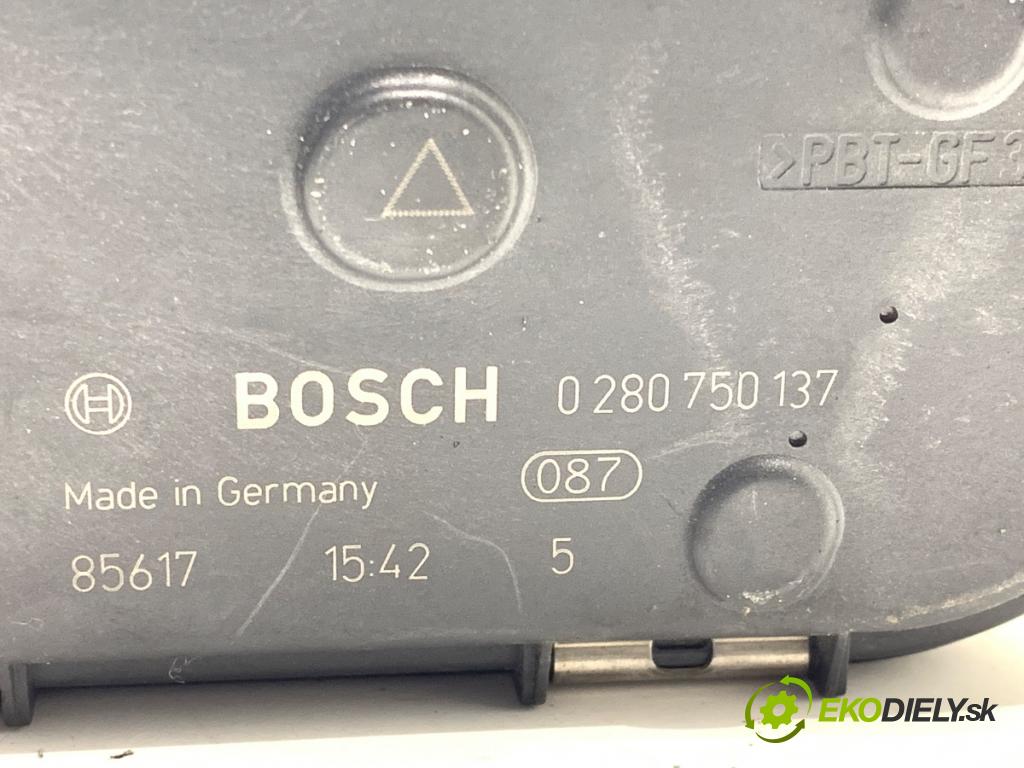 >PBT-GF3
BOSCH 0 280 750 137
Made in Germany 087
85617 15:42 5
EKODIELY.sk